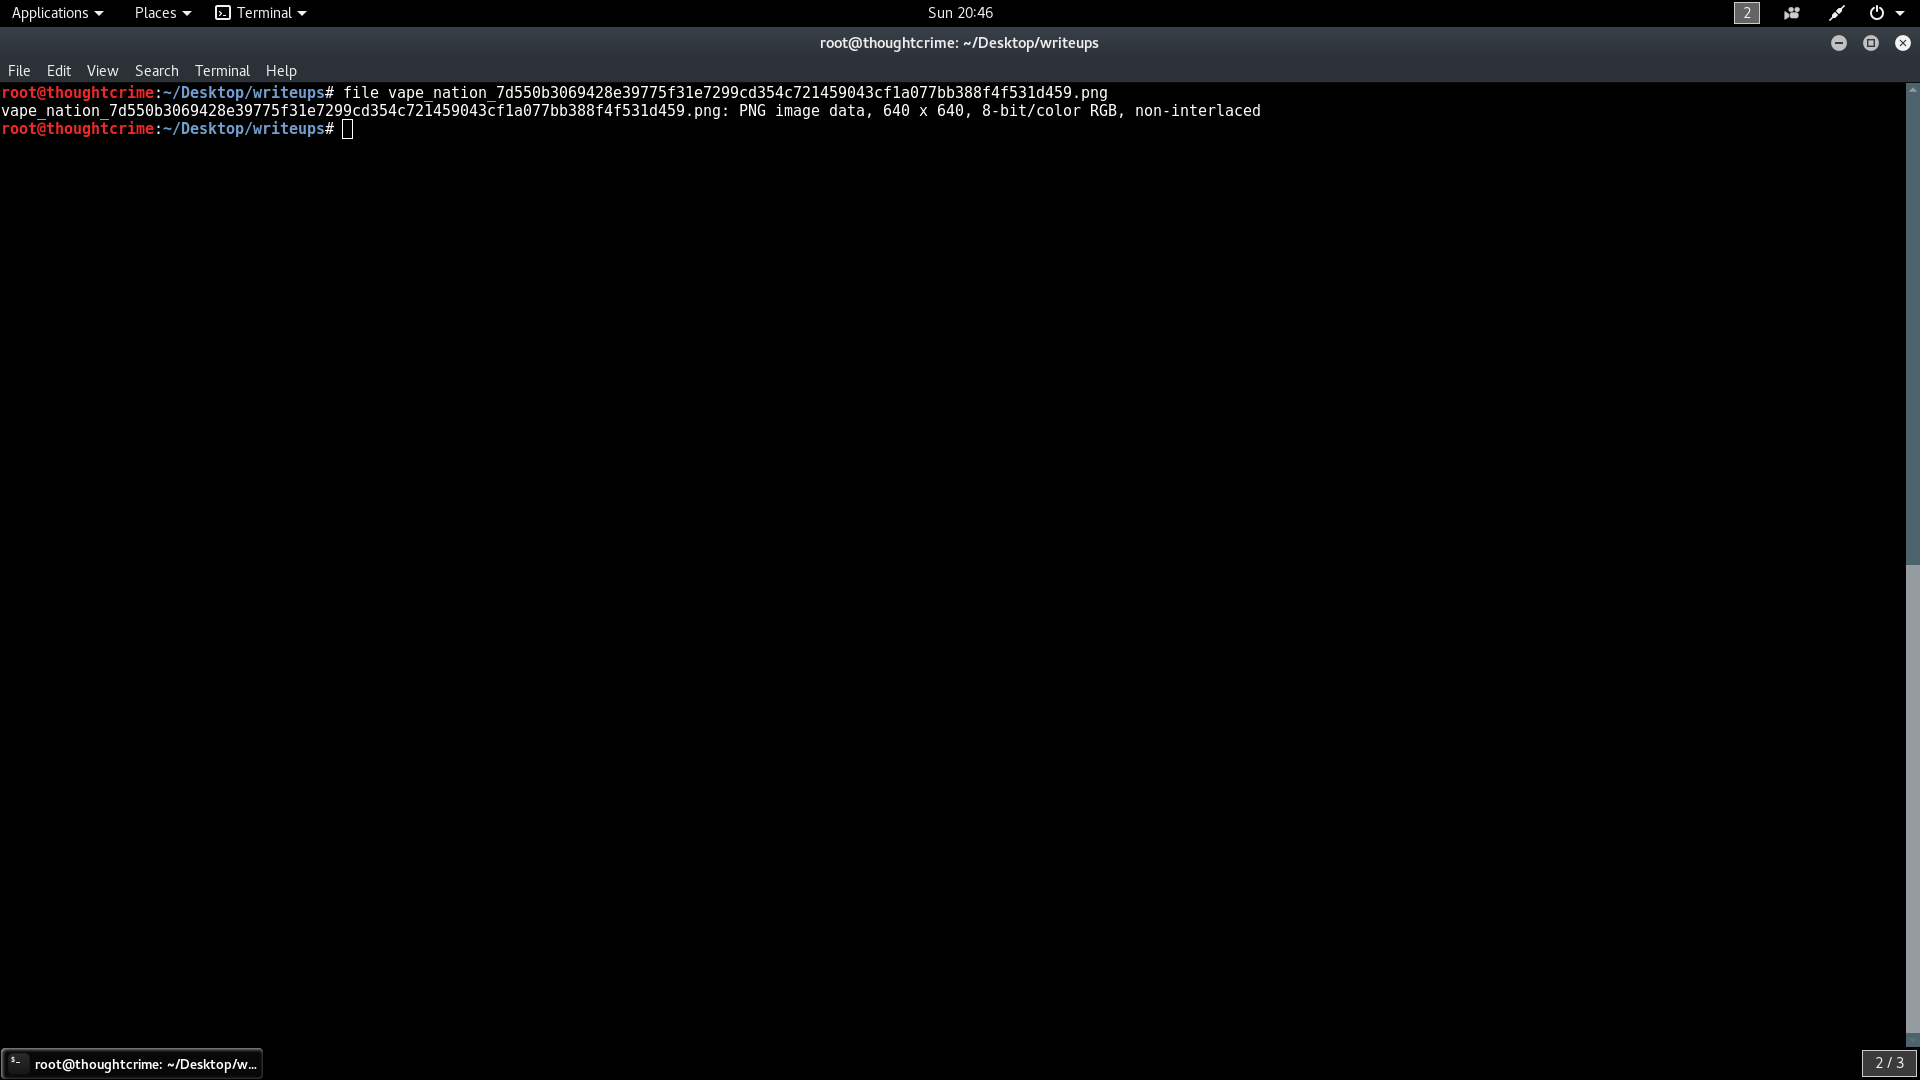 Applications Places Terminal Sun 20:46 2
root@thoughtcrime: ~/Desktop/writeups
File Edit View Search Terminal Help
root@thoughtcrime:~/Desktop/writeups# file vape_nation_7d550b3069428e39775f31e7299cd354c721459043cf1a077bb388f4f531d459.png
vape_nation_7d550b3069428e39775f31e7299cd354c721459043cf1a077bb388f4f531d459.png: PNG image data, 640 x 640, 8-bit/color RGB, non-interlaced
root@thoughtcrime:~/Desktop/writeups#
root@thoughtcrime: ~/Desktop/w... 2 / 3